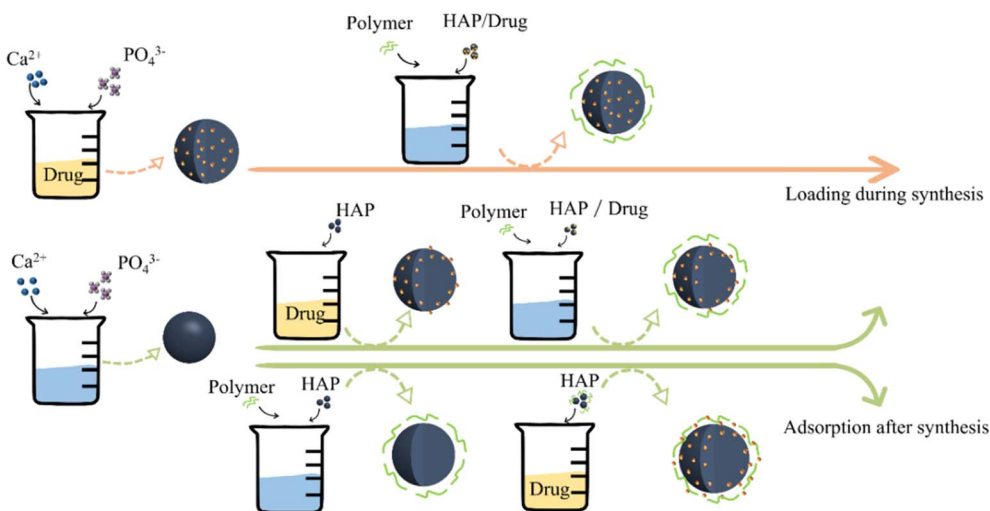 Polymer
HAP/Drug
Ca²⁺
PO₄³⁻
Drug
Loading during synthesis
HAP
Polymer
HAP / Drug
Ca²⁺
PO₄³⁻
Drug
Polymer
HAP
HAP
Adsorption after synthesis
Drug